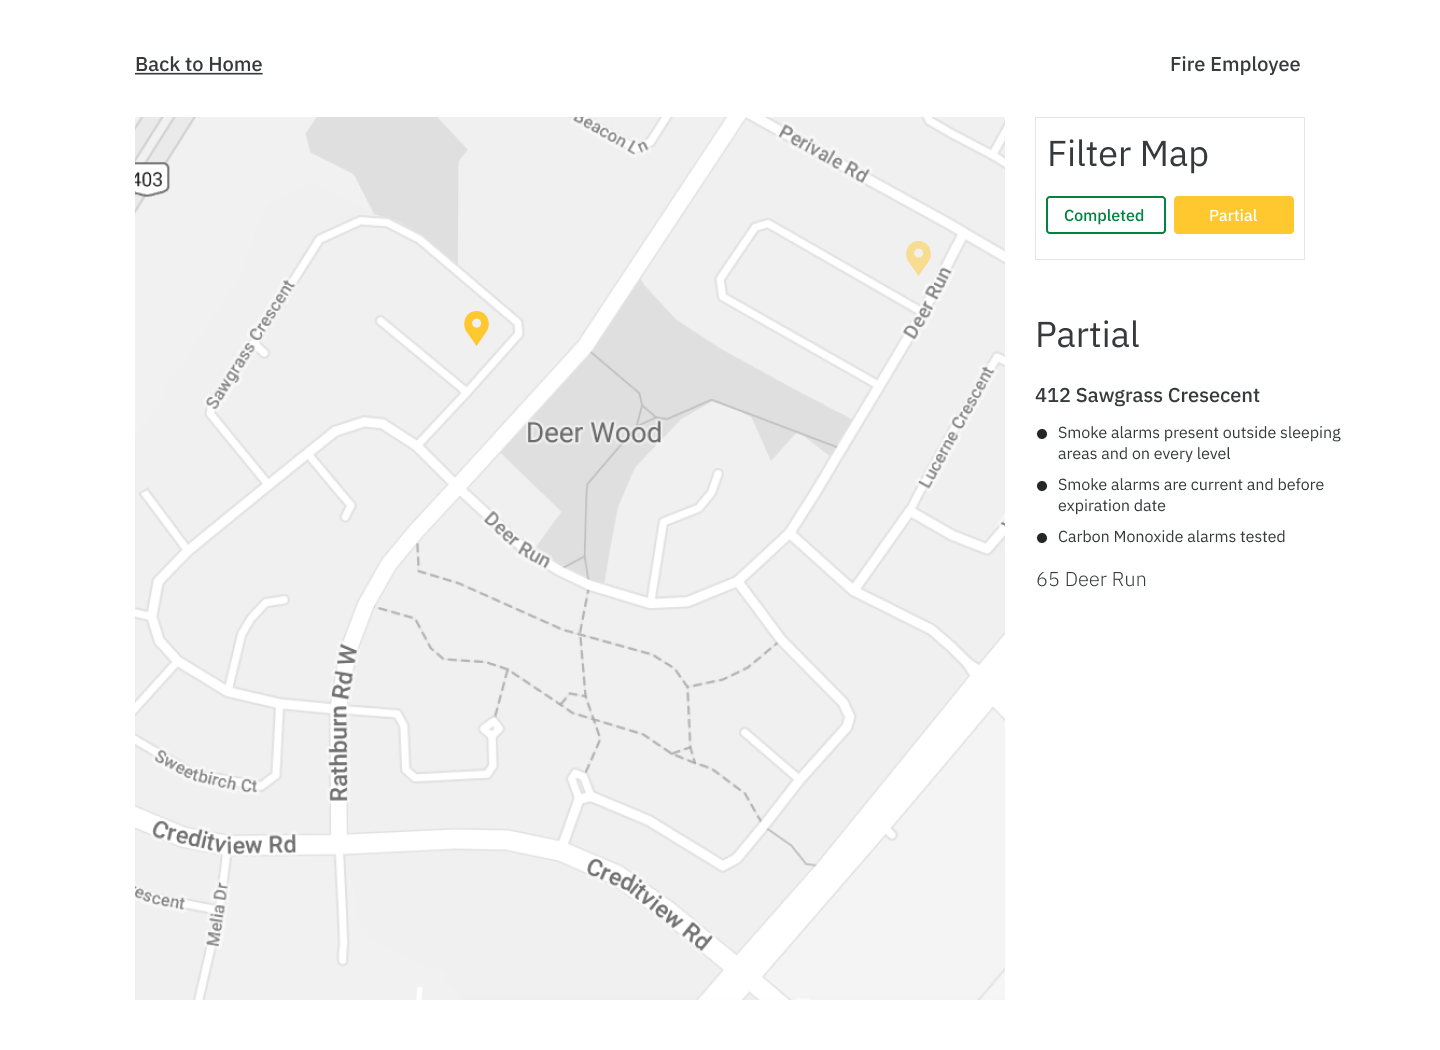 Back to Home
Fire Employee
Beacon Ln
Perivale Rd
403
Sawgrass Crescent
Deer Run
Lucerne Crescent
Deer Wood
Deer Run
Rathburn Rd W
Sweetbirch Ct
Creditview Rd
Creditview Rd
Melia Dr
Filter Map
Completed
Partial
Partial
412 Sawgrass Cresecent
Smoke alarms present outside sleeping
areas and on every level
Smoke alarms are current and before
expiration date
Carbon Monoxide alarms tested
65 Deer Run